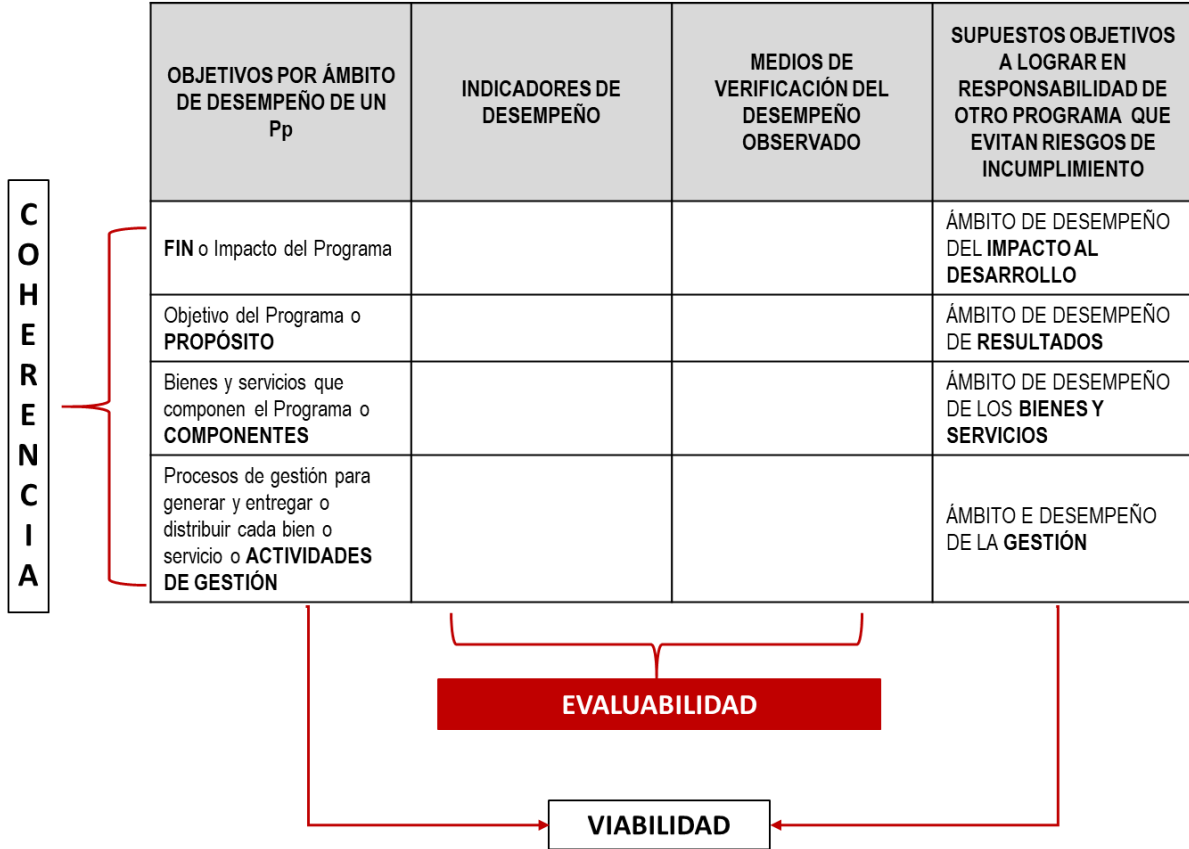 OBJETIVOS POR ÁMBITO
DE DESEMPEÑO DE UN
Pp
INDICADORES DE
DESEMPEÑO
MEDIOS DE
VERIFICACIÓN DEL
DESEMPEÑO
OBSERVADO
SUPUESTOS OBJETIVOS
A LOGRAR EN
RESPONSABILIDAD DE
OTRO PROGRAMA QUE
EVITAN RIESGOS DE
INCUMPLIMIENTO
COHERENCIA
FIN o Impacto del Programa
ÁMBITO DE DESEMPEÑO
DEL IMPACTO AL
DESARROLLO
Objetivo del Programa o
PROPÓSITO
ÁMBITO DE DESEMPEÑO
DE RESULTADOS
Bienes y servicios que
componen el Programa o
COMPONENTES
ÁMBITO DE DESEMPEÑO
DE LOS BIENES Y
SERVICIOS
Procesos de gestión para
generar y entregar o
distribuir cada bien o
servicio o ACTIVIDADES
DE GESTIÓN
ÁMBITO E DESEMPEÑO
DE LA GESTIÓN
EVALUABILIDAD
VIABILIDAD